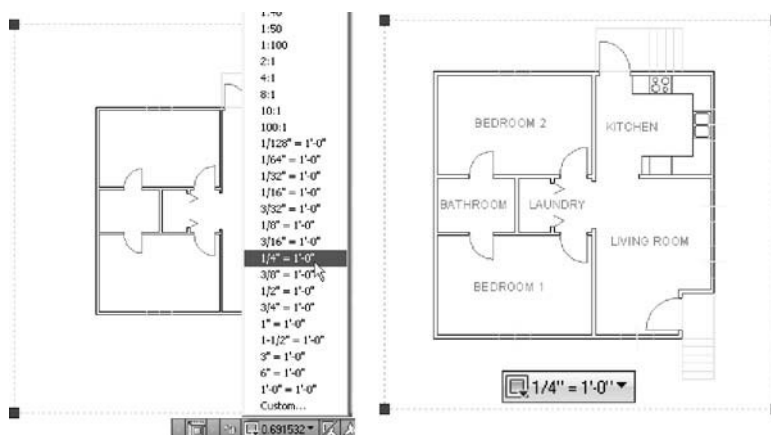 1:40
1:50
1:100
2:1
4:1
8:1
10:1
100:1
1/128" = 1'-0"
1/64" = 1'-0"
1/32" = 1'-0"
1/16" = 1'-0"
3/32" = 1'-0"
1/8" = 1'-0"
3/16" = 1'-0"
1/4" = 1'-0"
3/8" = 1'-0"
1/2" = 1'-0"
3/4" = 1'-0"
1" = 1'-0"
1-1/2" = 1'-0"
3" = 1'-0"
6" = 1'-0"
1'-0" = 1'-0"
Custom...
0.691532
BEDROOM 2
KITCHEN
BATHROOM
LAUNDRY
LIVING ROOM
BEDROOM 1
1/4" = 1'-0"